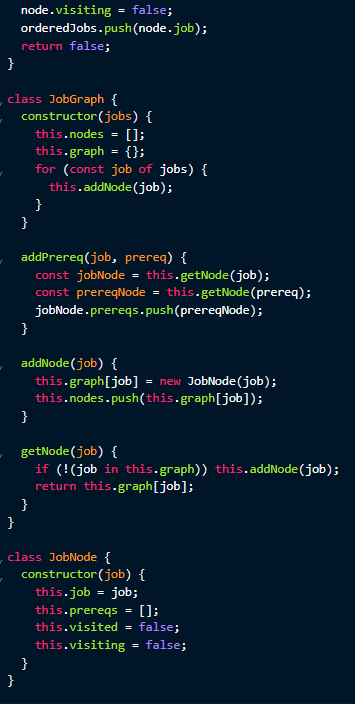 node.visiting = false;
  orderedJobs.push(node.job);
  return false;
}

class JobGraph {
  constructor(jobs) {
    this.nodes = [];
    this.graph = {};
    for (const job of jobs) {
      this.addNode(job);
    }
  }

  addPrereq(job, prereq) {
    const jobNode = this.getNode(job);
    const prereqNode = this.getNode(prereq);
    jobNode.prereqs.push(prereqNode);
  }

  addNode(job) {
    this.graph[job] = new JobNode(job);
    this.nodes.push(this.graph[job]);
  }

  getNode(job) {
    if (!(job in this.graph)) this.addNode(job);
    return this.graph[job];
  }
}

class JobNode {
  constructor(job) {
    this.job = job;
    this.prereqs = [];
    this.visited = false;
    this.visiting = false;
  }
}